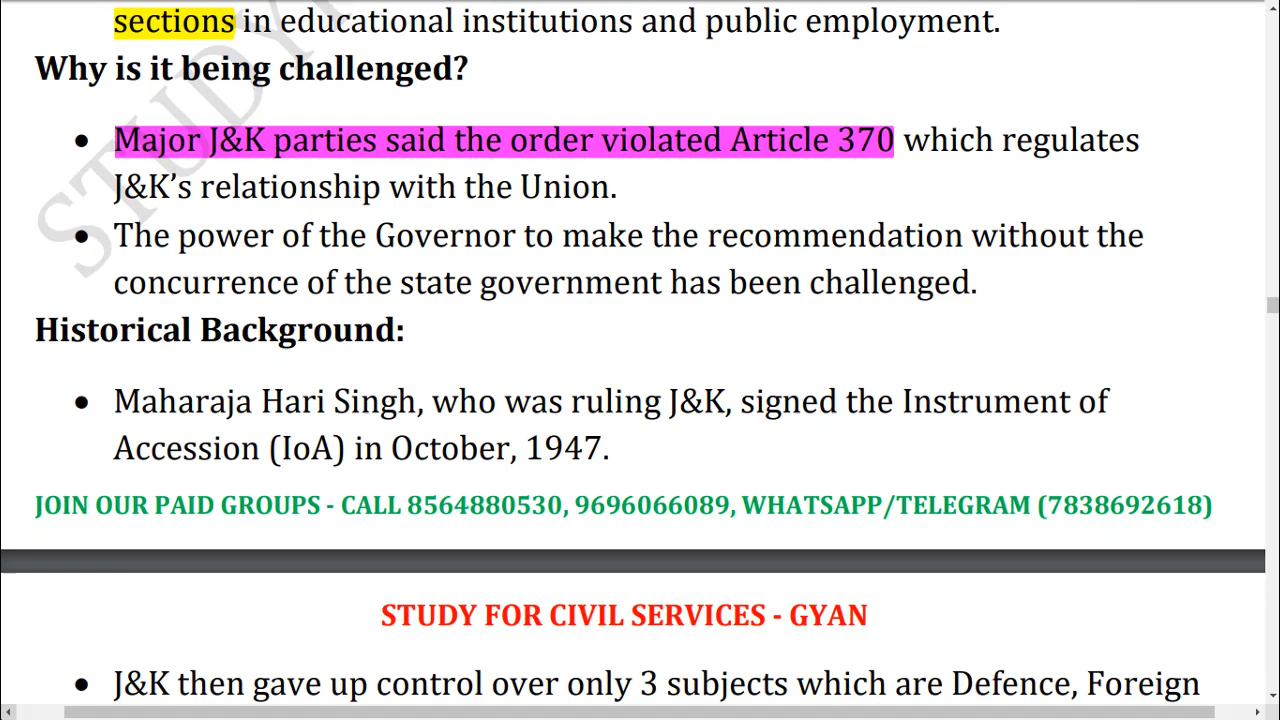 sections in educational institutions and public employment.
Why is it being challenged?
• Major J&K parties said the order violated Article 370 which regulates
J&K’s relationship with the Union.
• The power of the Governor to make the recommendation without the
concurrence of the state government has been challenged.
Historical Background:
• Maharaja Hari Singh, who was ruling J&K, signed the Instrument of
Accession (IoA) in October, 1947.
JOIN OUR PAID GROUPS - CALL 8564880530, 9696066089, WHATSAPP/TELEGRAM (7838692618)
STUDY FOR CIVIL SERVICES - GYAN
• J&K then gave up control over only 3 subjects which are Defence, Foreign
STUDY